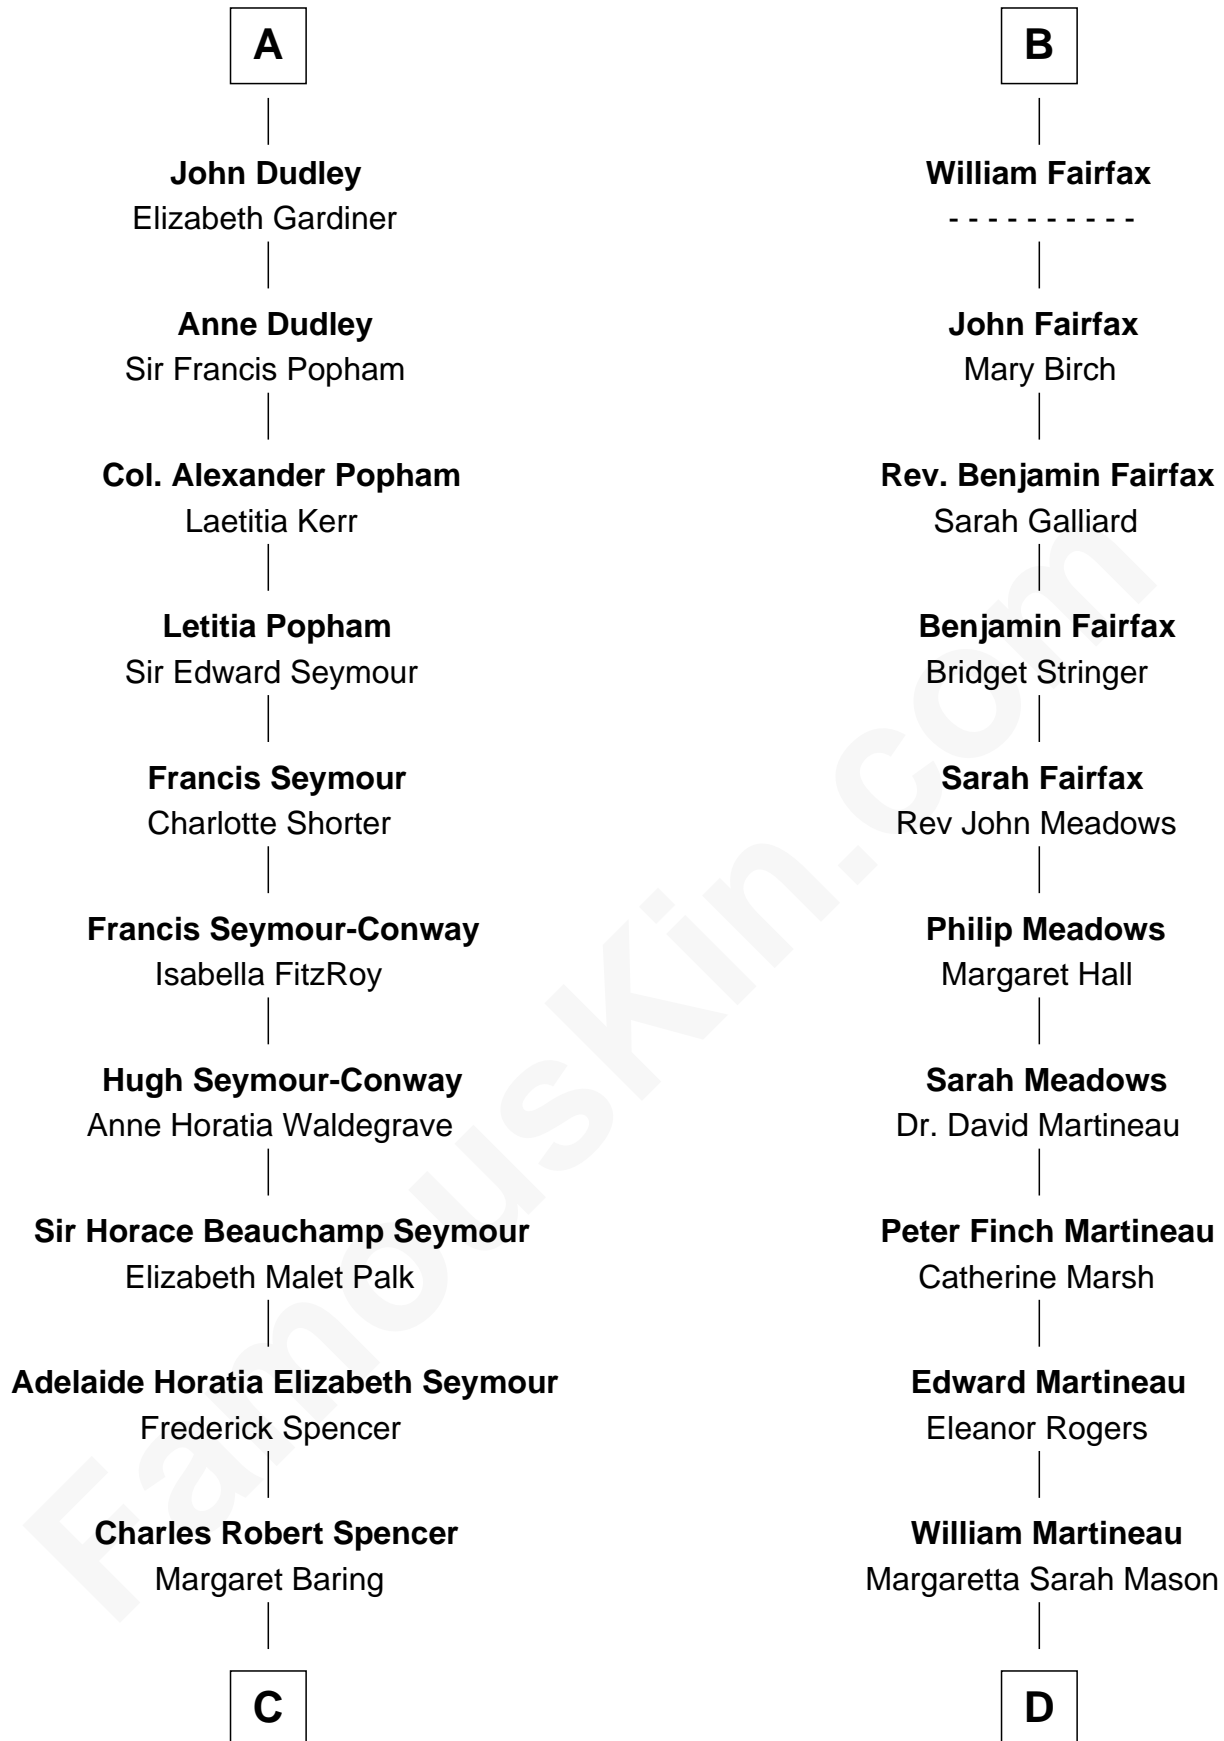 A
John Dudley
Elizabeth Gardiner
Anne Dudley
Sir Francis Popham
Col. Alexander Popham
Laetitia Kerr
Letitia Popham
Sir Edward Seymour
Francis Seymour
Charlotte Shorter
Francis Seymour-Conway
Isabella FitzRoy
Hugh Seymour-Conway
Anne Horatia Waldegrave
Sir Horace Beauchamp Seymour
Elizabeth Malet Palk
Adelaide Horatia Elizabeth Seymour
Frederick Spencer
Charles Robert Spencer
Margaret Baring
C
B
William Fairfax
- - - - - - - - - -
John Fairfax
Mary Birch
Rev. Benjamin Fairfax
Sarah Galliard
Benjamin Fairfax
Bridget Stringer
Sarah Fairfax
Rev John Meadows
Philip Meadows
Margaret Hall
Sarah Meadows
Dr. David Martineau
Peter Finch Martineau
Catherine Marsh
Edward Martineau
Eleanor Rogers
William Martineau
Margaretta Sarah Mason
D
FamousKin.com